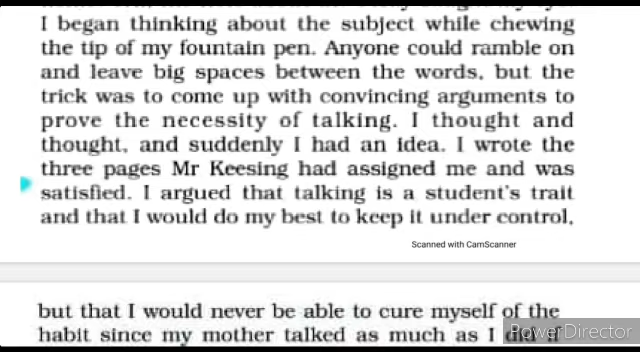 I began thinking about the subject while chewing
the tip of my fountain pen. Anyone could ramble on
and leave big spaces between the words, but the
trick was to come up with convincing arguments to
prove the necessity of talking. I thought and
thought, and suddenly I had an idea. I wrote the
three pages Mr Keesing had assigned me and was
satisfied. I argued that talking is a student's trait
and that I would do my best to keep it under control,
Scanned with CamScanner
but that I would never be able to cure myself of the
habit since my mother talked as much as I did if
PowerDirector